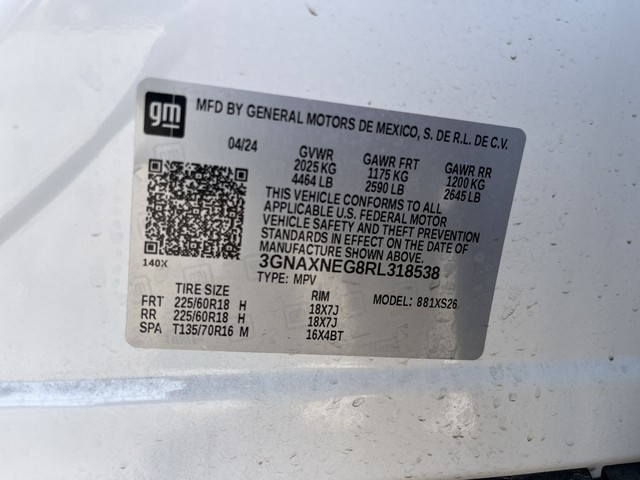 gm
MFD BY GENERAL MOTORS DE MEXICO, S. DE R.L. DE C.V.
04/24
GVWR GAWR FRT GAWR RR
2025 KG 1175 KG 1200 KG
4464 LB 2590 LB 2645 LB
THIS VEHICLE CONFORMS TO ALL
APPLICABLE U.S. FEDERAL MOTOR
VEHICLE SAFETY AND THEFT PREVENTION
STANDARDS IN EFFECT ON THE DATE OF
MANUFACTURE SHOWN ABOVE.
140X
3GNAXNEG8RL318538
TYPE: MPV
MODEL: 881XS26
TIRE SIZE RIM
FRT 225/60R18 H 18X7J
RR 225/60R18 H 18X7J
SPA T135/70R16 M 16X4BT